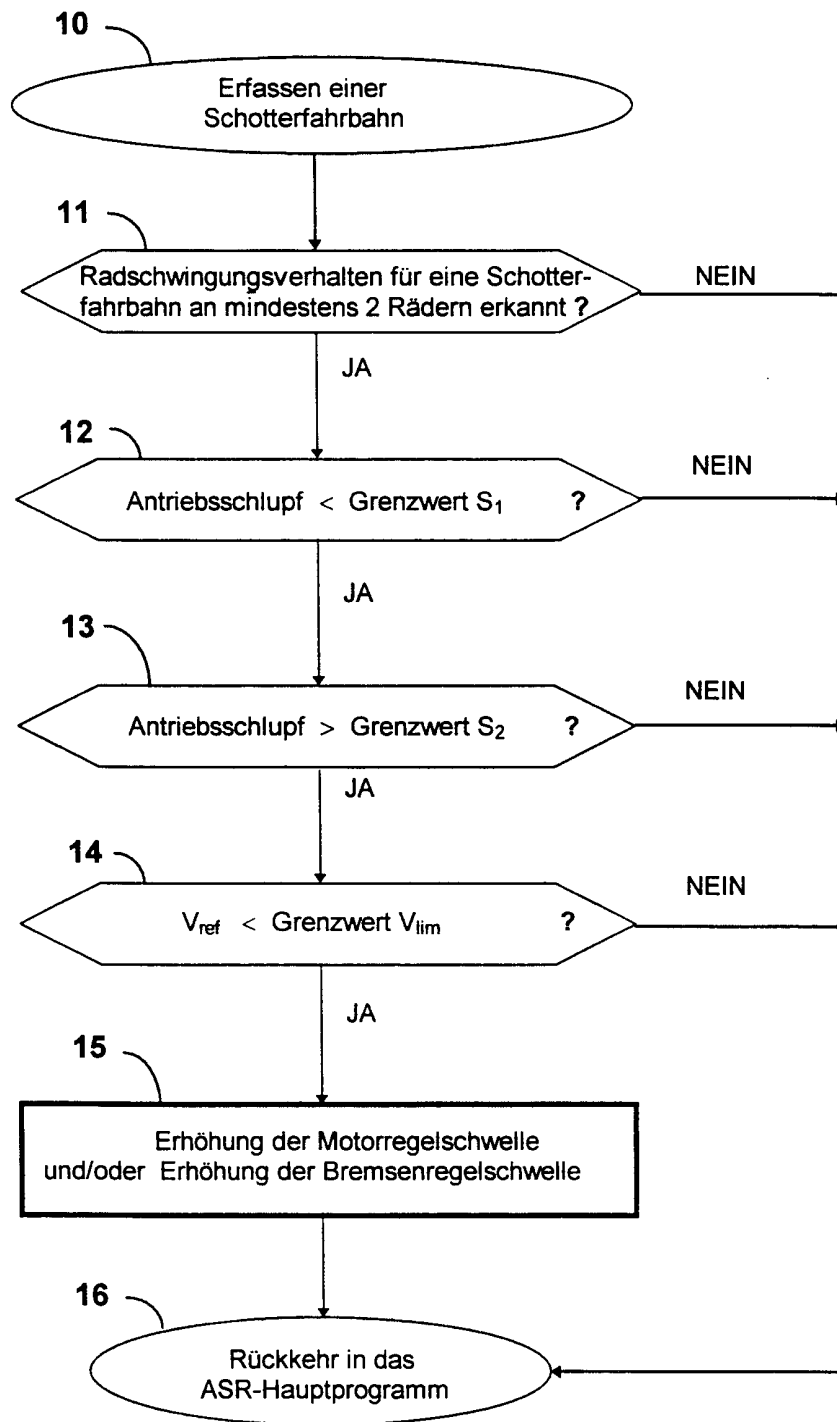 10
Erfassen einer
Schotterfahrbahn
11
Radschwingungsverhalten für eine Schotter-
fahrbahn an mindestens 2 Rädern erkannt ?
NEIN
JA
12
Antriebsschlupf < Grenzwert S₁ ?
NEIN
JA
13
Antriebsschlupf > Grenzwert S₂ ?
NEIN
JA
14
V_ref < Grenzwert V_lim ?
NEIN
JA
15
Erhöhung der Motorregelschwelle
und/oder Erhöhung der Bremsenregelschwelle
16
Rückkehr in das
ASR-Hauptprogramm